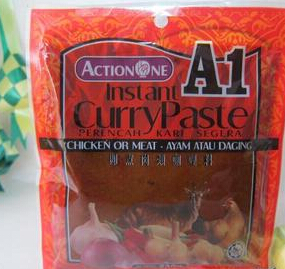 ACTIONONE A1
Instant
CurryPaste
PERENCAH KARI SEGERA
CHICKEN OR MEAT - AYAM ATAU DAGING